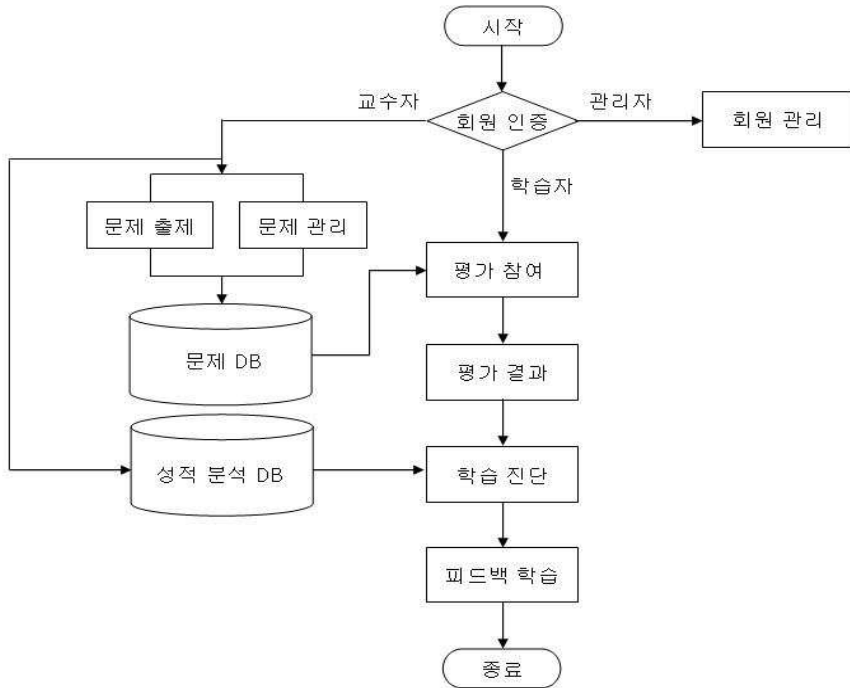 시작
교수자
관리자
회원 인증
회원 관리
학습자
문제 출제
문제 관리
평가 참여
문제 DB
평가 결과
성적 분석 DB
학습 진단
피드백 학습
종료